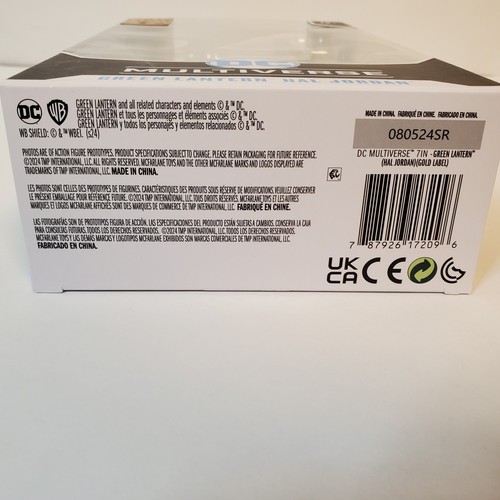 DC
MULTIVERSE
GREEN LANTERN HAL JORDAN
DC WB GREEN LANTERN and all related characters and elements © & ™ DC.
GREEN LANTERN et tous les personnages et éléments associés © & ™ DC.
GREEN LANTERN y todos los personajes y elementos relacionados © & ™ DC.
WB SHIELD: © & ™ WBEI. (s24)
PHOTOS ARE OF ACTION FIGURE PROTOTYPES. PRODUCT SPECIFICATIONS SUBJECT TO CHANGE. PLEASE RETAIN PACKAGING FOR FUTURE REFERENCE.
©2024 TMP INTERNATIONAL, LLC ALL RIGHTS RESERVED. MCFARLANE TOYS AND THE OTHER MCFARLANE MARKS AND LOGOS DISPLAYED ARE
TRADEMARKS OF TMP INTERNATIONAL, LLC. MADE IN CHINA.
LES PHOTOS SONT CELLES DES PROTOTYPES DE FIGURINES. CARACTÉRISTIQUES DES PRODUITS SOUS RÉSERVE DE MODIFICATIONS. VEUILLEZ CONSERVER
LE PRÉSENT EMBALLAGE POUR RÉFÉRENCE FUTURE. ©2024 TMP INTERNATIONAL, LLC TOUS DROITS RÉSERVÉS. MCFARLANE TOYS ET LES AUTRES
MARQUES ET LOGOS MCFARLANE AFFICHÉS SONT DES MARQUES DE COMMERCE DE TMP INTERNATIONAL, LLC. FABRIQUÉ EN CHINE.
LAS FOTOGRAFÍAS SON DE PROTOTIPOS FIGURA DE ACCIÓN. LAS ESPECIFICACIONES DEL PRODUCTO ESTÁN SUJETAS A CAMBIOS. CONSERVA LA CAJA
PARA CONSULTAS FUTURAS TODOS LOS DERECHOS RESERVADOS. ©2024 TMP INTERNATIONAL, LLC. TODOS LOS DERECHOS RESERVADOS.
MCFARLANE TOYS Y LAS DEMÁS MARCAS Y LOGOTIPOS MCFARLANE EXHIBIDOS SON MARCAS COMERCIALES DE TMP INTERNATIONAL, LLC.
FABRICADO EN CHINA.
MADE IN CHINA. FABRIQUÉ EN CHINE. FABRICADO EN CHINA.
080524SR
DC MULTIVERSE™ 7IN - GREEN LANTERN™
(HAL JORDAN)(GOLD LABEL)
7 87926 17209 6
UK
CA CE